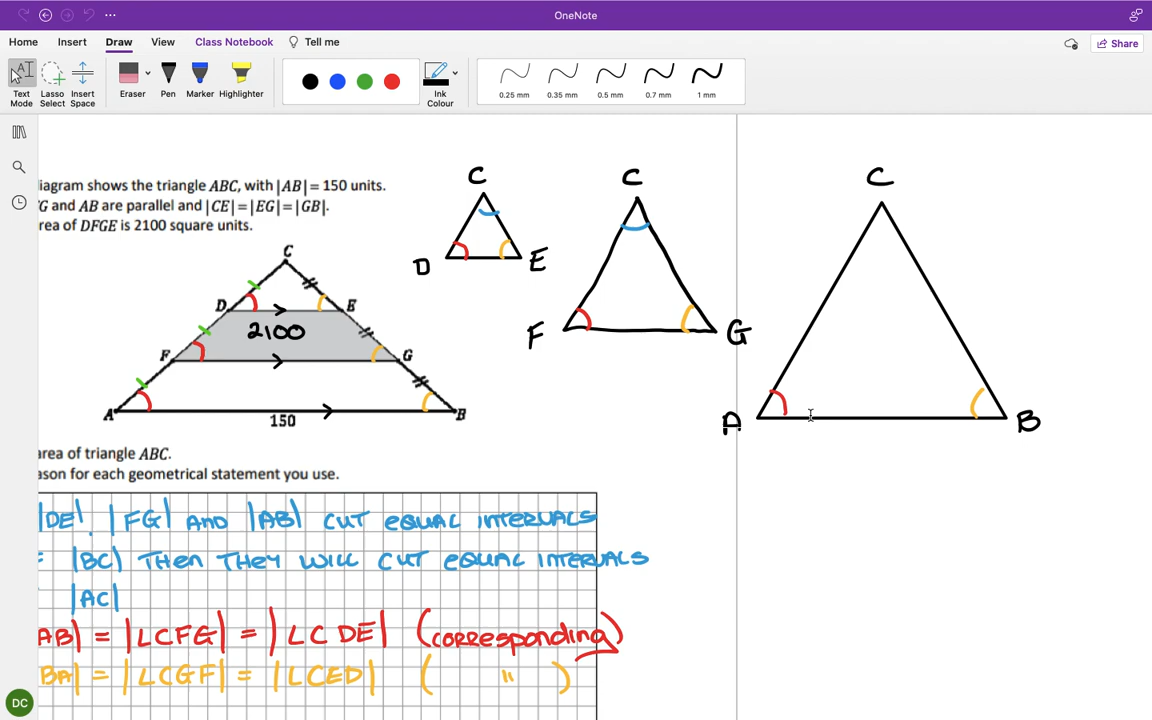 OneNote
Home Insert Draw View Class Notebook Tell me
Share
Text Mode
Lasso Select
Insert Space
Eraser
Pen
Marker
Highlighter
Ink Colour
0.25 mm 0.35 mm 0.5 mm 0.7 mm 1 mm
iagram shows the triangle ABC, with |AB| = 150 units.
G and AB are parallel and |CE| = |EG| = |GB|.
rea of DFGE is 2100 square units.
C
D E
2100
F G
A B
150
C
D E
C
F G
C
A B
area of triangle ABC.
ason for each geometrical statement you use.
|DE|, |FG| AND |AB| CUT EQUAL INTERVALS
|BC| THEN THEY WILL CUT EQUAL INTERVALS
|AC|
AB| = |∠CFG| = |∠CDE| (corresponding)
BA| = |∠CGF| = |∠CED| ( " )
DC